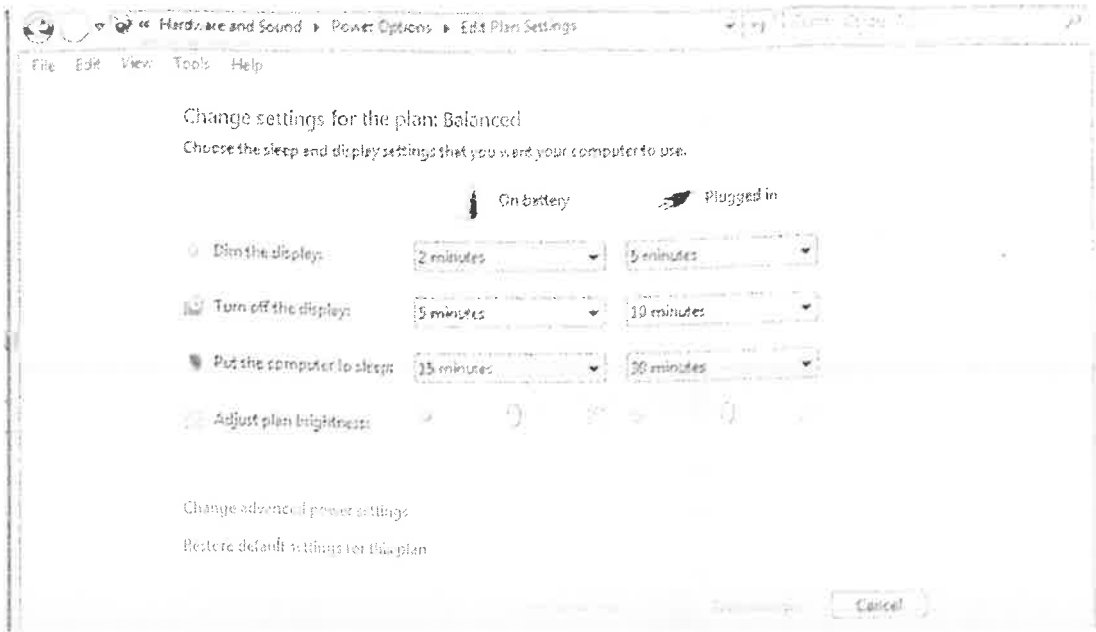 « Hardware and Sound ▸ Power Options ▸ Edit Plan Settings
File Edit View Tools Help
Change settings for the plan: Balanced
Choose the sleep and display settings that you want your computer to use.
On battery Plugged in
Dim the display: 2 minutes 5 minutes
Turn off the display: 5 minutes 10 minutes
Put the computer to sleep: 15 minutes 30 minutes
Adjust plan brightness:
Change advanced power settings
Restore default settings for this plan
Cancel